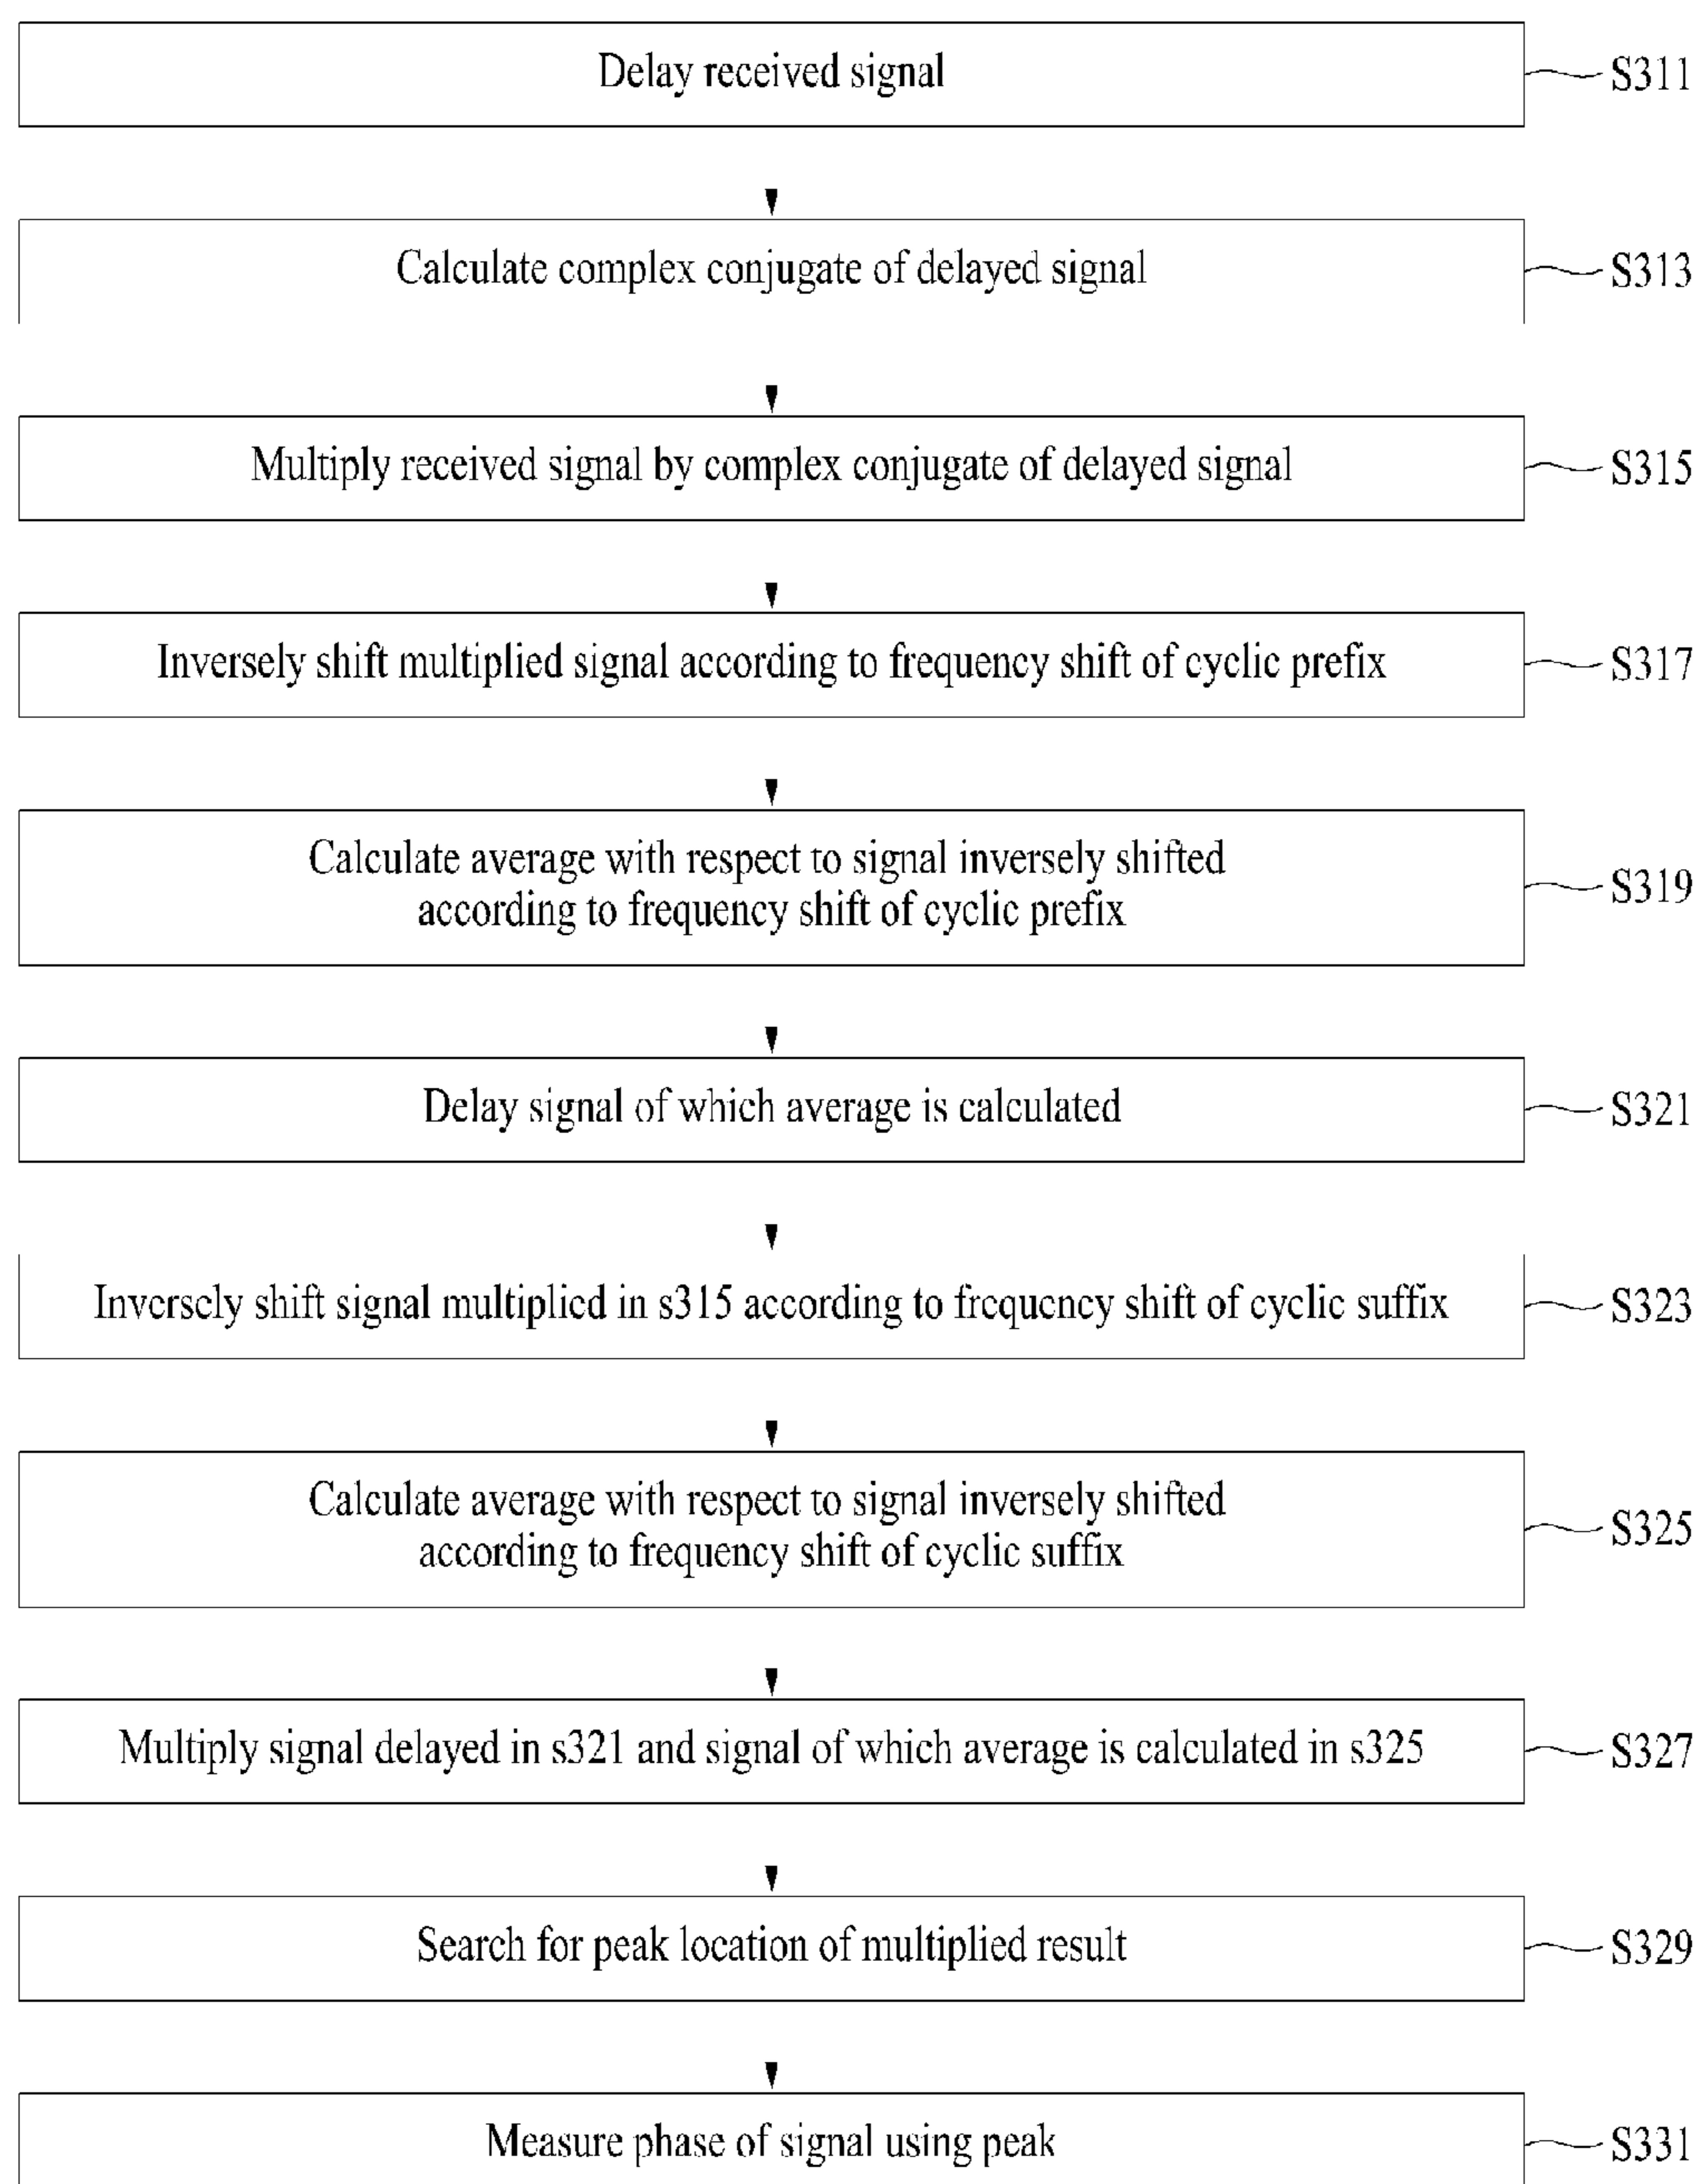 Delay received signal
S311
Calculate complex conjugate of delayed signal
S313
Multiply received signal by complex conjugate of delayed signal
S315
Inversely shift multiplied signal according to frequency shift of cyclic prefix
S317
Calculate average with respect to signal inversely shifted
according to frequency shift of cyclic prefix
S319
Delay signal of which average is calculated
S321
Inversely shift signal multiplied in s315 according to frequency shift of cyclic suffix
S323
Calculate average with respect to signal inversely shifted
according to frequency shift of cyclic suffix
S325
Multiply signal delayed in s321 and signal of which average is calculated in s325
S327
Search for peak location of multiplied result
S329
Measure phase of signal using peak
S331